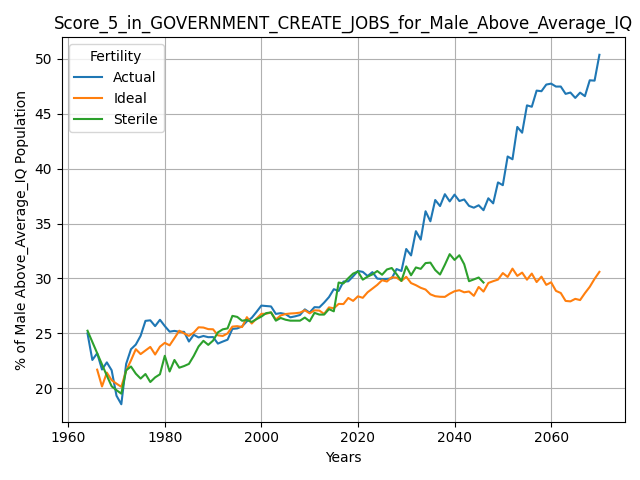 Score_5_in_GOVERNMENT_CREATE_JOBS_for_Male_Above_Average_IQ
Fertility
Actual
Ideal
Sterile
% of Male Above_Average_IQ Population
50
45
40
35
30
25
20
1960
1980
2000
2020
2040
2060
Years